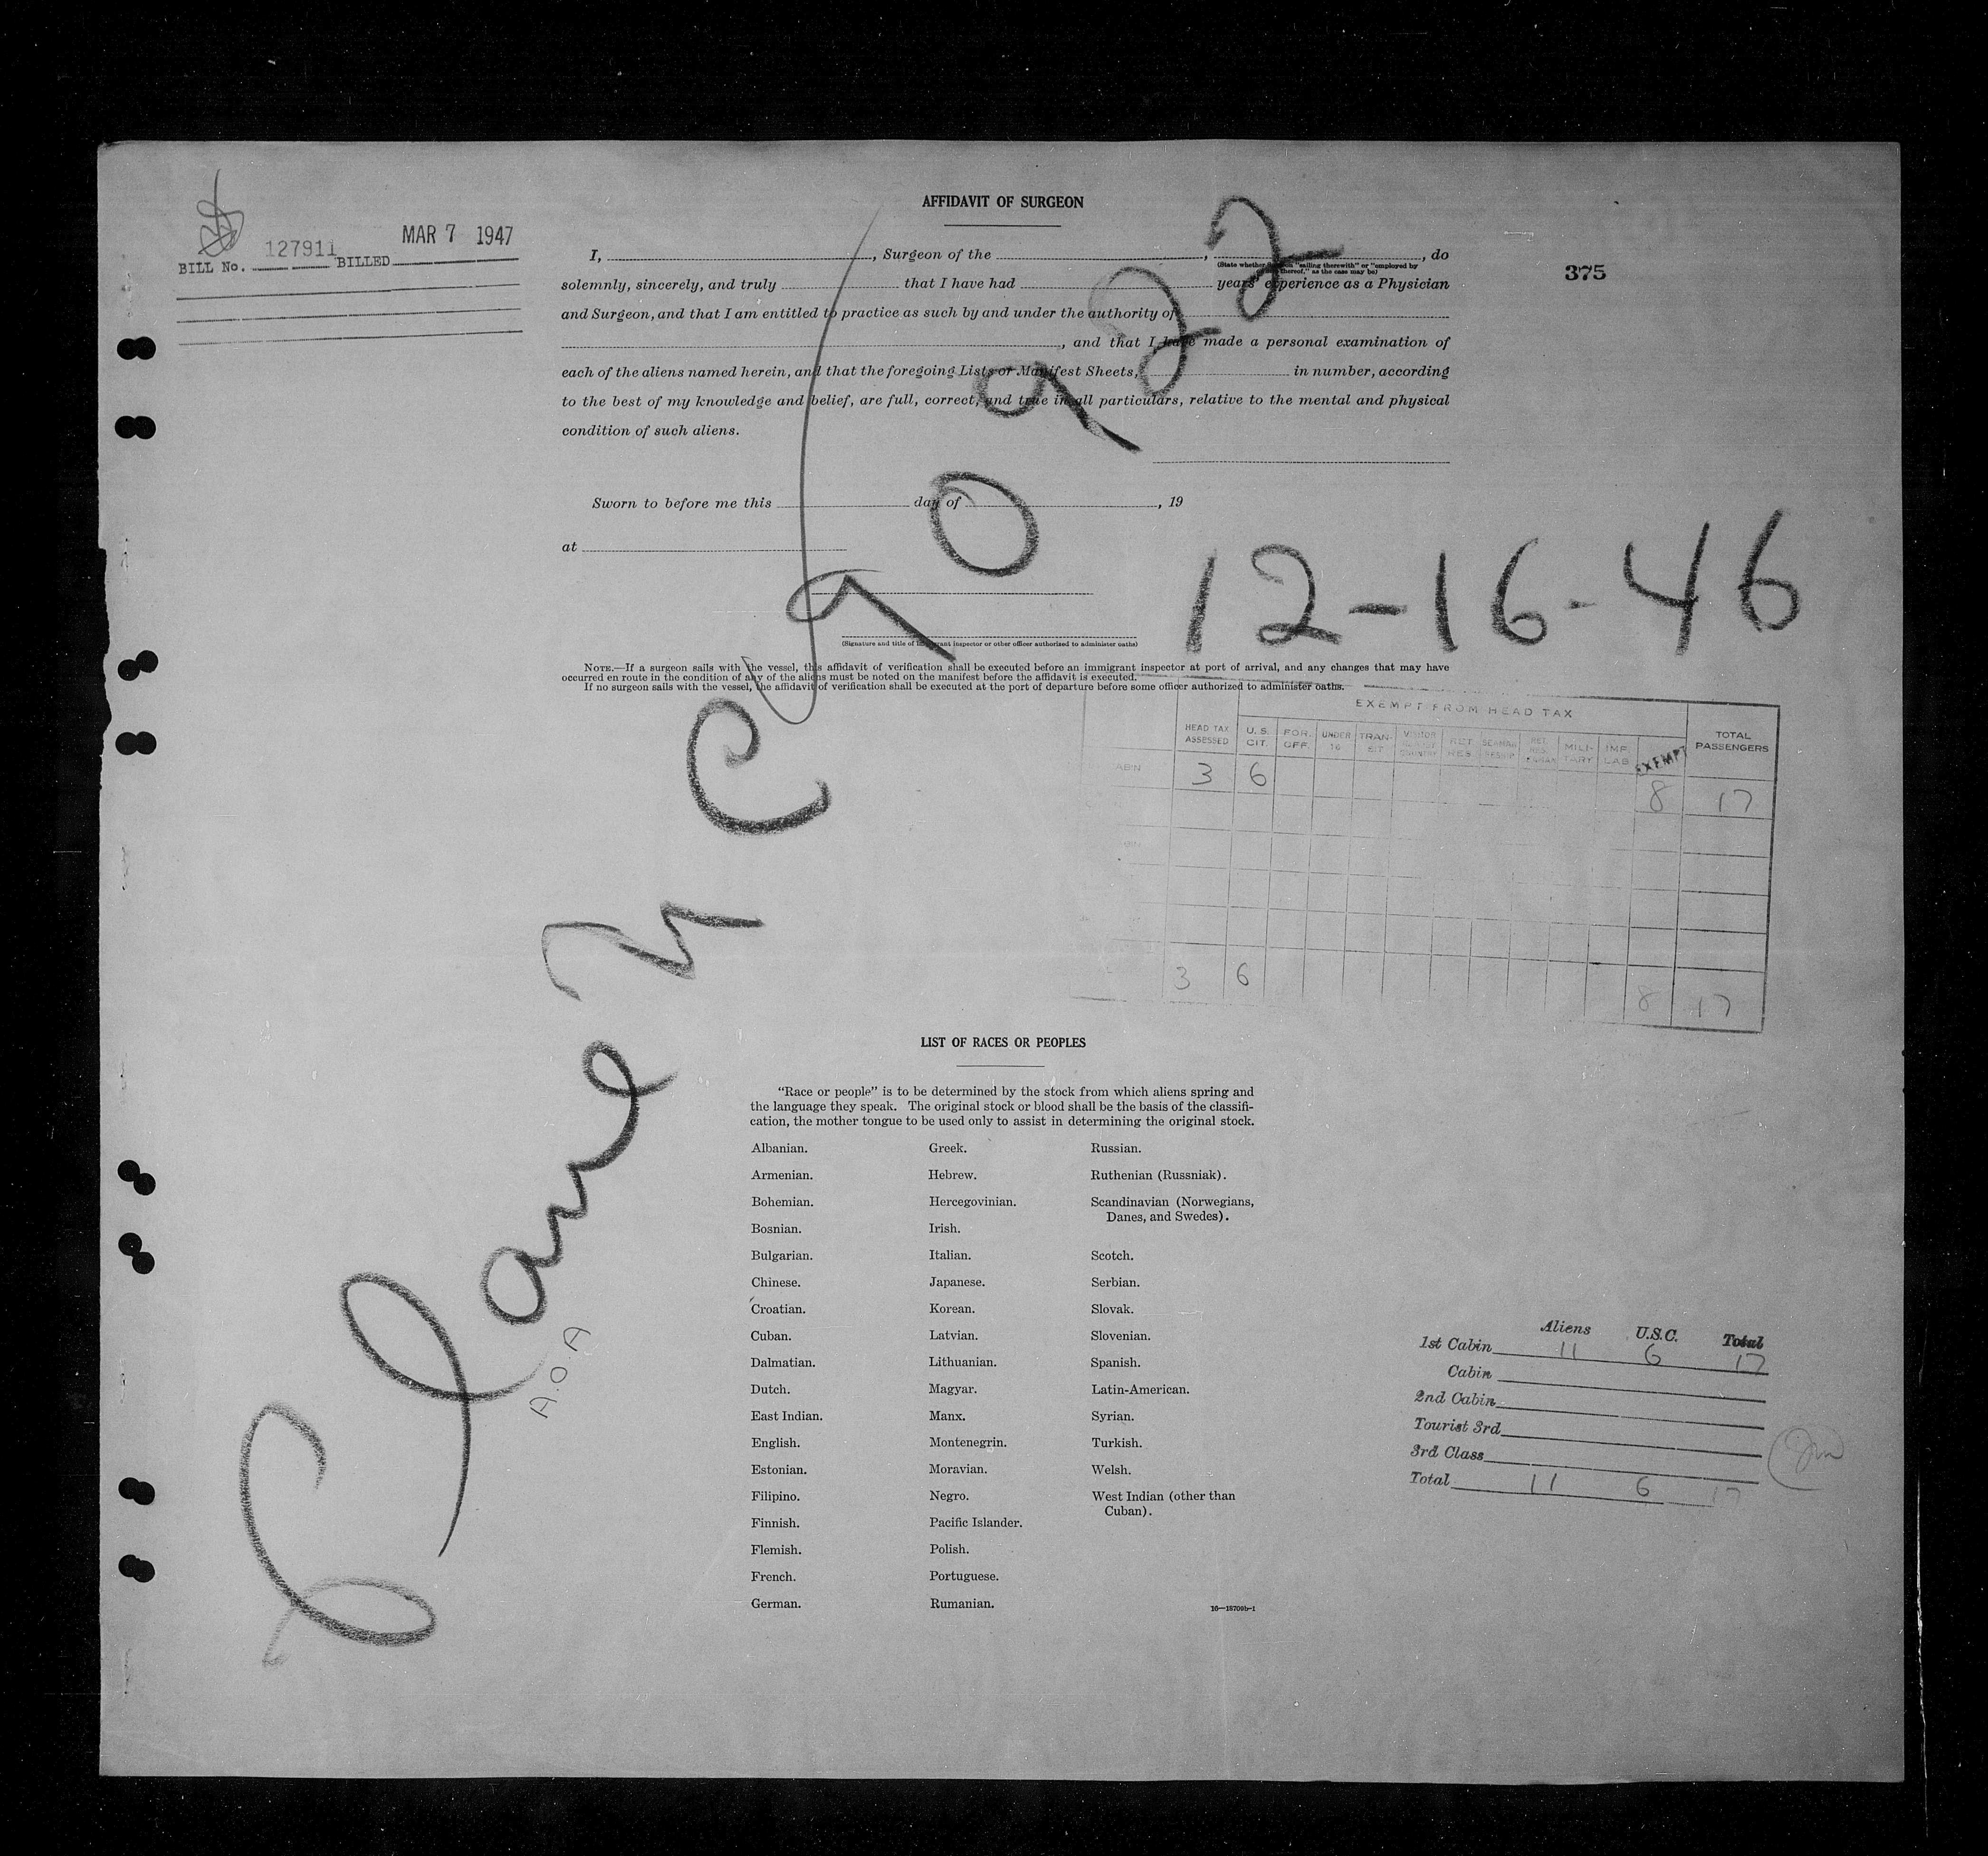 AFFIDAVIT OF SURGEON
BILL No. 127911 BILLED MAR 7 1947
375
I, , Surgeon of the , , do
(State whether surgeon "sailing therewith" or "employed by
thereof," as the case may be)
solemnly, sincerely, and truly that I have had years' experience as a Physician
and Surgeon, and that I am entitled to practice as such by and under the authority of
, and that I have made a personal examination of
each of the aliens named herein, and that the foregoing Lists or Manifest Sheets, in number, according
to the best of my knowledge and belief, are full, correct, and true in all particulars, relative to the mental and physical
condition of such aliens.
Sworn to before me this day of , 19
at
(Signature and title of immigrant inspector or other officer authorized to administer oaths)
Plane NC 90922
A.O.A
12-16-46
NOTE.—If a surgeon sails with the vessel, this affidavit of verification shall be executed before an immigrant inspector at port of arrival, and any changes that may have
occurred en route in the condition of any of the aliens must be noted on the manifest before the affidavit is executed.
If no surgeon sails with the vessel, the affidavit of verification shall be executed at the port of departure before some officer authorized to administer oaths.
EXEMPT FROM HEAD TAX
HEAD TAX ASSESSED U.S. CIT. FOR. OFF. UNDER 16 TRANSIT RET RES MILITARY IMP LAB EXEMPT TOTAL PASSENGERS
CABIN 3 6 8 17
3 6 8 17
LIST OF RACES OR PEOPLES
"Race or people" is to be determined by the stock from which aliens spring and
the language they speak. The original stock or blood shall be the basis of the classifi-
cation, the mother tongue to be used only to assist in determining the original stock.
Albanian. Greek. Russian.
Armenian. Hebrew. Ruthenian (Russniak).
Bohemian. Hercegovinian. Scandinavian (Norwegians,
Danes, and Swedes).
Bosnian. Irish.
Bulgarian. Italian. Scotch.
Chinese. Japanese. Serbian.
Croatian. Korean. Slovak.
Cuban. Latvian. Slovenian.
Dalmatian. Lithuanian. Spanish.
Dutch. Magyar. Latin-American.
East Indian. Manx. Syrian.
English. Montenegrin. Turkish.
Estonian. Moravian. Welsh.
Filipino. Negro. West Indian (other than
Cuban).
Finnish. Pacific Islander.
Flemish. Polish.
French. Portuguese.
German. Rumanian.
16—18700b-1
Aliens U.S.C. Total
1st Cabin 11 6 17
Cabin
2nd Cabin
Tourist 3rd
3rd Class
Total 11 6 17